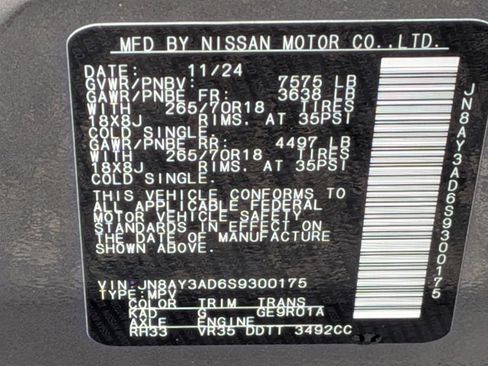 MFD BY NISSAN MOTOR CO.,LTD.
DATE: 11/24
GVWR/PNBV: 7575 LB
GAWR/PNBE FR: 3638 LB
WITH 265/70R18 TIRES
18X8J RIMS. AT 35PSI
COLD SINGLE.
GAWR/PNBE RR: 4497 LB
WITH 265/70R18 TIRES
18X8J RIMS. AT 35PSI
COLD SINGLE.
THIS VEHICLE CONFORMS TO
ALL APPLICABLE FEDERAL
MOTOR VEHICLE SAFETY
STANDARDS IN EFFECT ON
THE DATE OF MANUFACTURE
SHOWN ABOVE.
VIN: JN8AY3AD6S9300175
TYPE: MPV
COLOR TRIM TRANS
KAD G GE9R01A
AXLE ENGINE
RH33 VR35 DDTT 3492CC
JN8AY3AD6S9300175